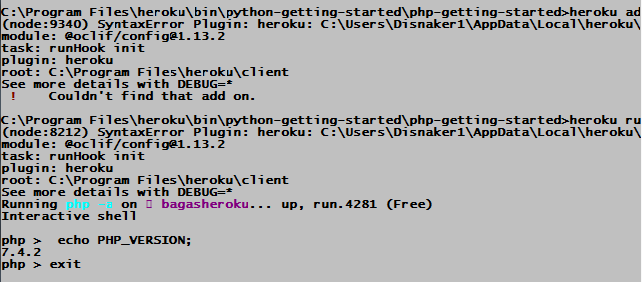 C:\Program Files\heroku\bin\python-getting-started\php-getting-started>heroku ad
(node:9340) SyntaxError Plugin: heroku: C:\Users\Disnaker1\AppData\Local\heroku\
module: @oclif/config@1.13.2
task: runHook init
plugin: heroku
root: C:\Program Files\heroku\client
See more details with DEBUG=*
!    Couldn't find that add on.
C:\Program Files\heroku\bin\python-getting-started\php-getting-started>heroku ru
(node:8212) SyntaxError Plugin: heroku: C:\Users\Disnaker1\AppData\Local\heroku\
module: @oclif/config@1.13.2
task: runHook init
plugin: heroku
root: C:\Program Files\heroku\client
See more details with DEBUG=*
Running php -a on bagasheroku... up, run.4281 (Free)
Interactive shell
php >  echo PHP_VERSION;
7.4.2
php > exit